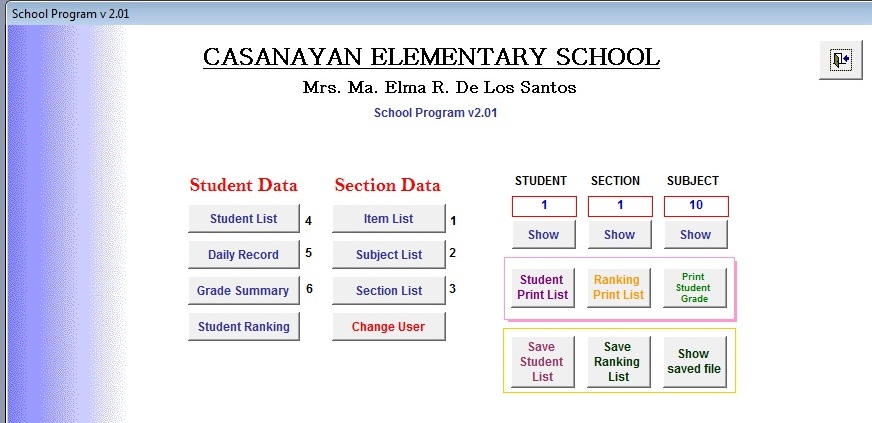 School Program v 2.01
CASANAYAN ELEMENTARY SCHOOL
Mrs. Ma. Elma R. De Los Santos
School Program v2.01
Student Data
Student List 4
Daily Record 5
Grade Summary 6
Student Ranking
Section Data
Item List 1
Subject List 2
Section List 3
Change User
STUDENT SECTION SUBJECT
1 1 10
Show Show Show
Student
Print List
Ranking
Print List
Print
Student
Grade
Save
Student
List
Save
Ranking
List
Show
saved file